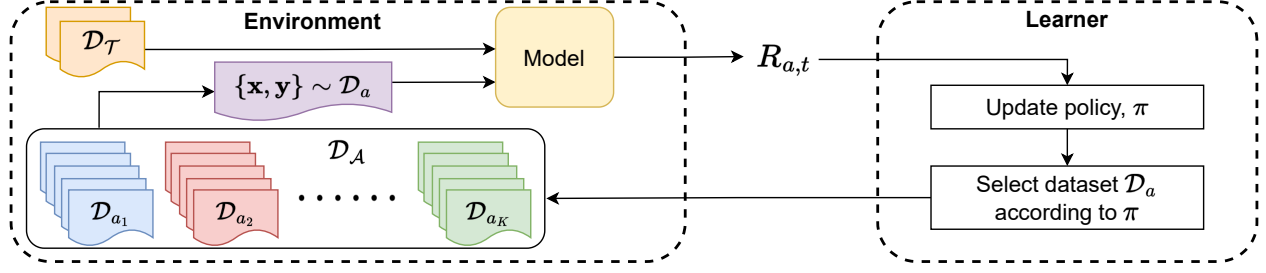 Environment
Learner
𝒟_𝒯
Model
R_{a,t}
{x, y} ∼ 𝒟_a
Update policy, π
𝒟_𝒜
Select dataset 𝒟_a
according to π
𝒟_{a_1}
𝒟_{a_2}
......
𝒟_{a_K}